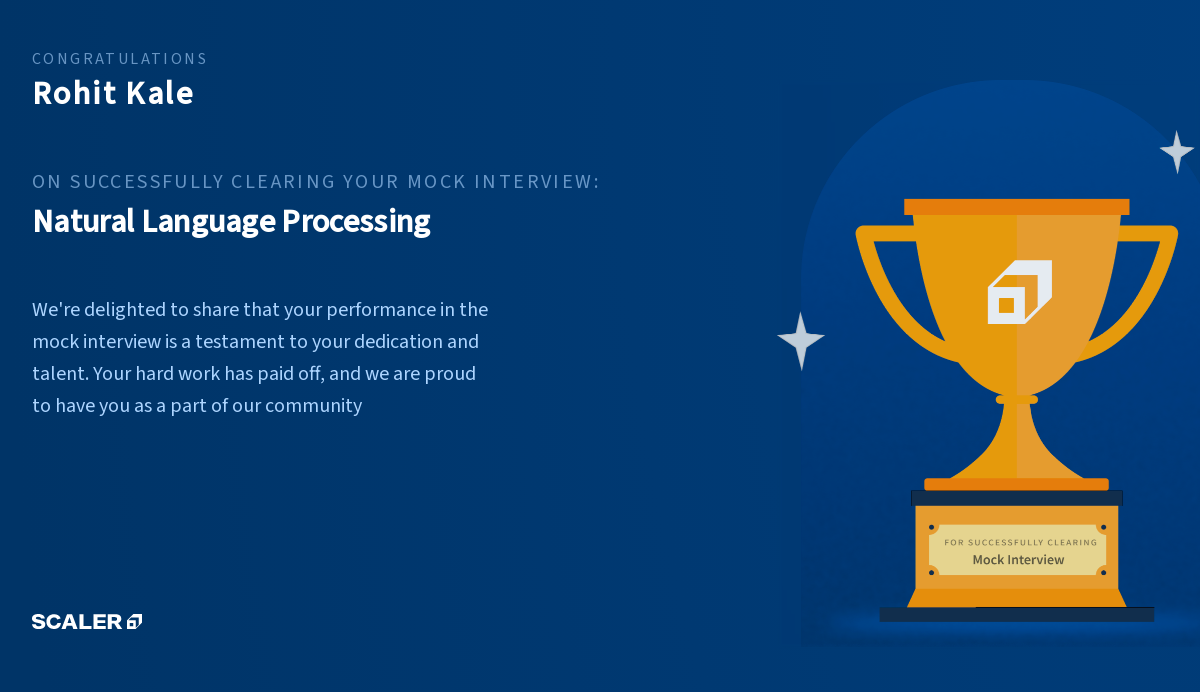 CONGRATULATIONS
Rohit Kale
ON SUCCESSFULLY CLEARING YOUR MOCK INTERVIEW:
Natural Language Processing
We're delighted to share that your performance in the
mock interview is a testament to your dedication and
talent. Your hard work has paid off, and we are proud
to have you as a part of our community
FOR SUCCESSFULLY CLEARING
Mock Interview
SCALER